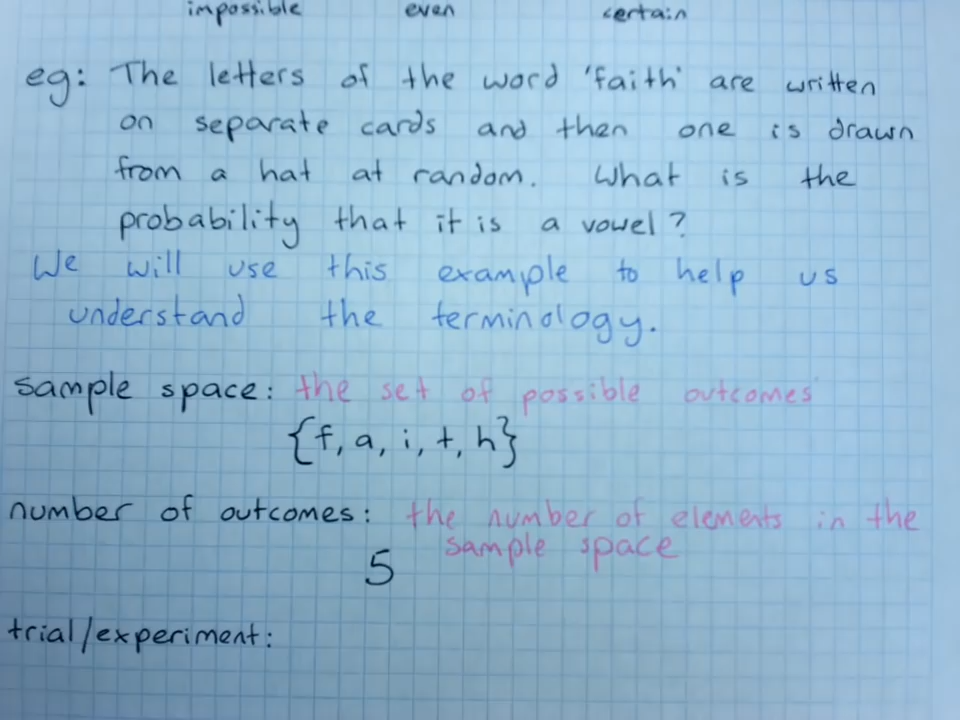 impossible even certain
eg: The letters of the word 'faith' are written
on separate cards and then one is drawn
from a hat at random. What is the
probability that it is a vowel?
We will use this example to help us
understand the terminology.
sample space: the set of possible outcomes
{f, a, i, t, h}
number of outcomes: the number of elements in the
sample space
5
trial/experiment: